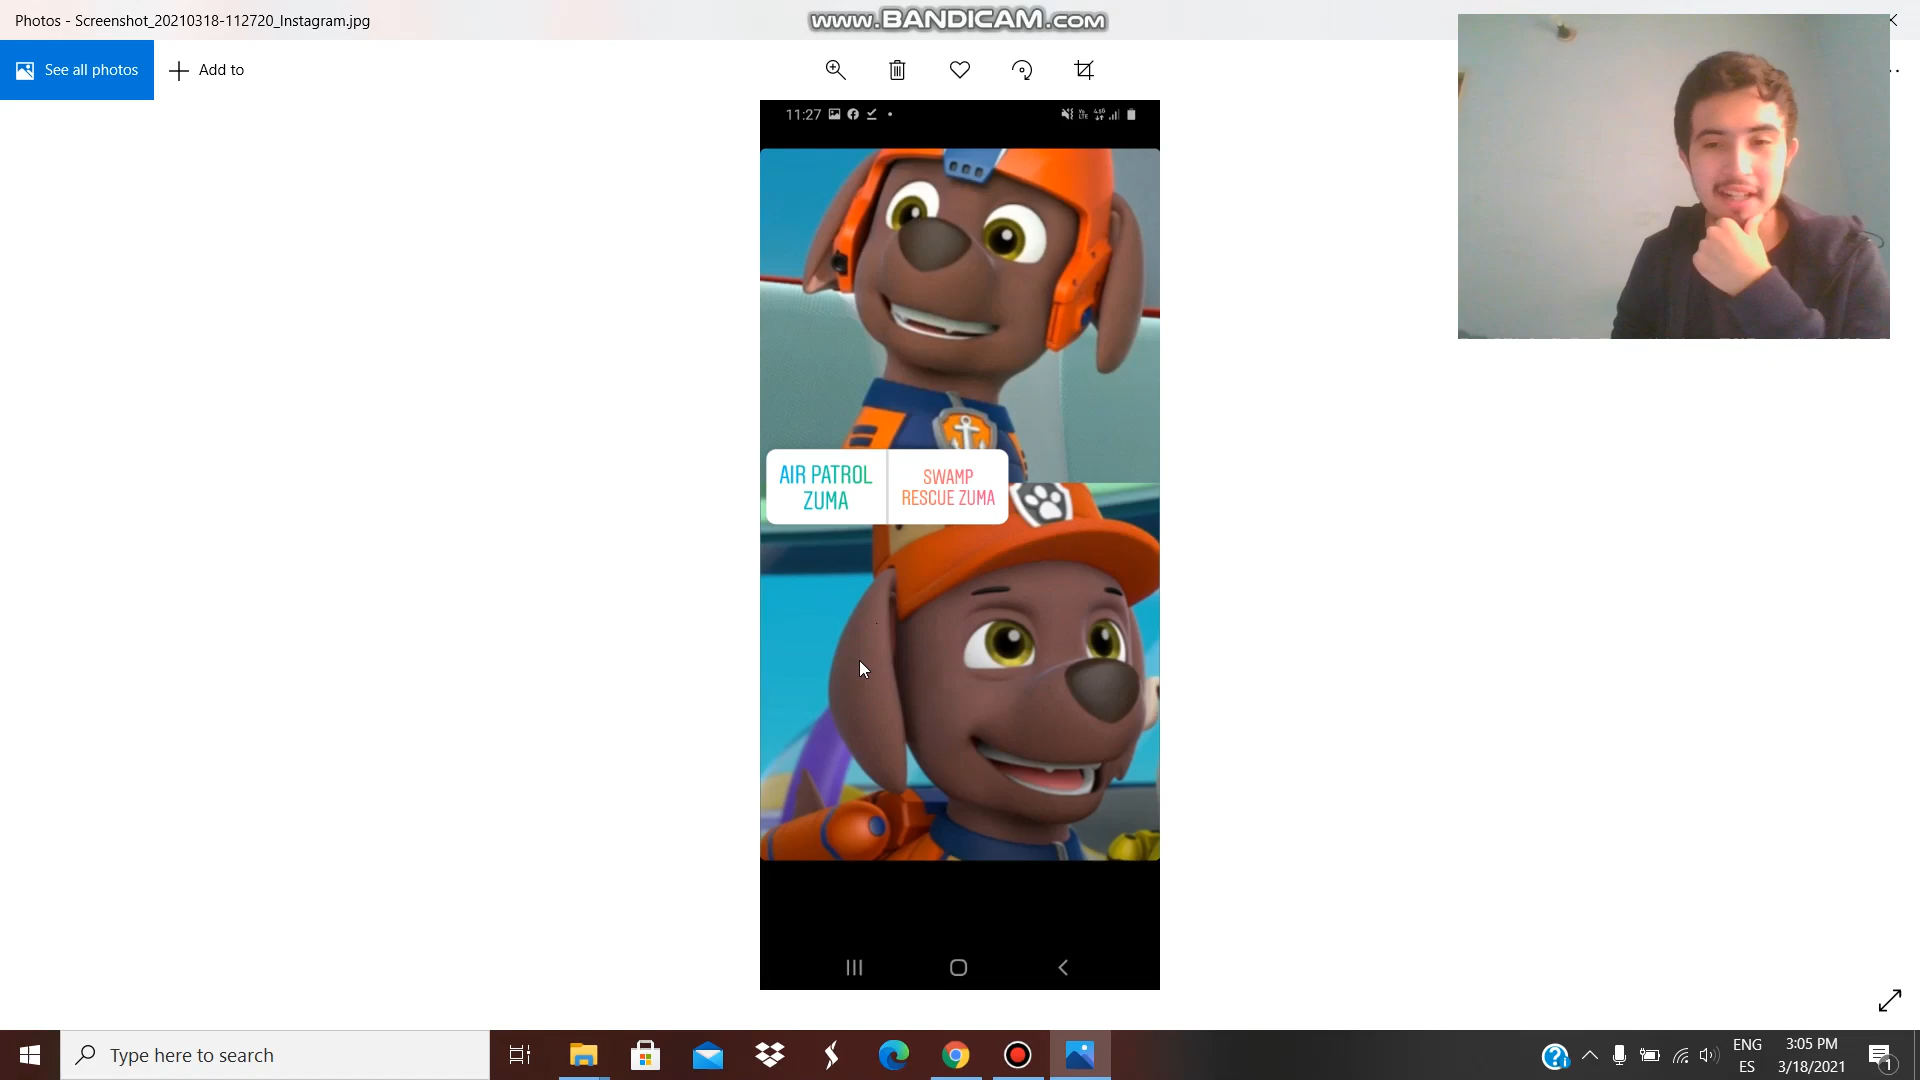 Photos - Screenshot_20210318-112720_Instagram.jpg
www.BANDICAM.com
See all photos
Add to
11:27
AIR PATROL
ZUMA
SWAMP
RESCUE ZUMA
Type here to search
ENG
ES
3:05 PM
3/18/2021
1